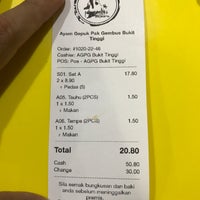 Ayam Gepuk Pak Gembus Bukit
Tinggi
Order: #1020-22-46
Cashier: AGPG Bukit Tinggi
POS: Pos - AGPG Bukit Tinggi
S01. Set A 17.80
2 x 8.90
+ Pedas (5)
A05. Tauhu (2PCS) 1.50
1 x 1.50
+ Makan
A06. Tempe (2PCS) 1.50
1 x 1.50
+ Makan
Total 20.80
Cash 50.80
Change 30.00
Sila semak bungkusan dan baki
anda sebelum meninggalkan
premis.